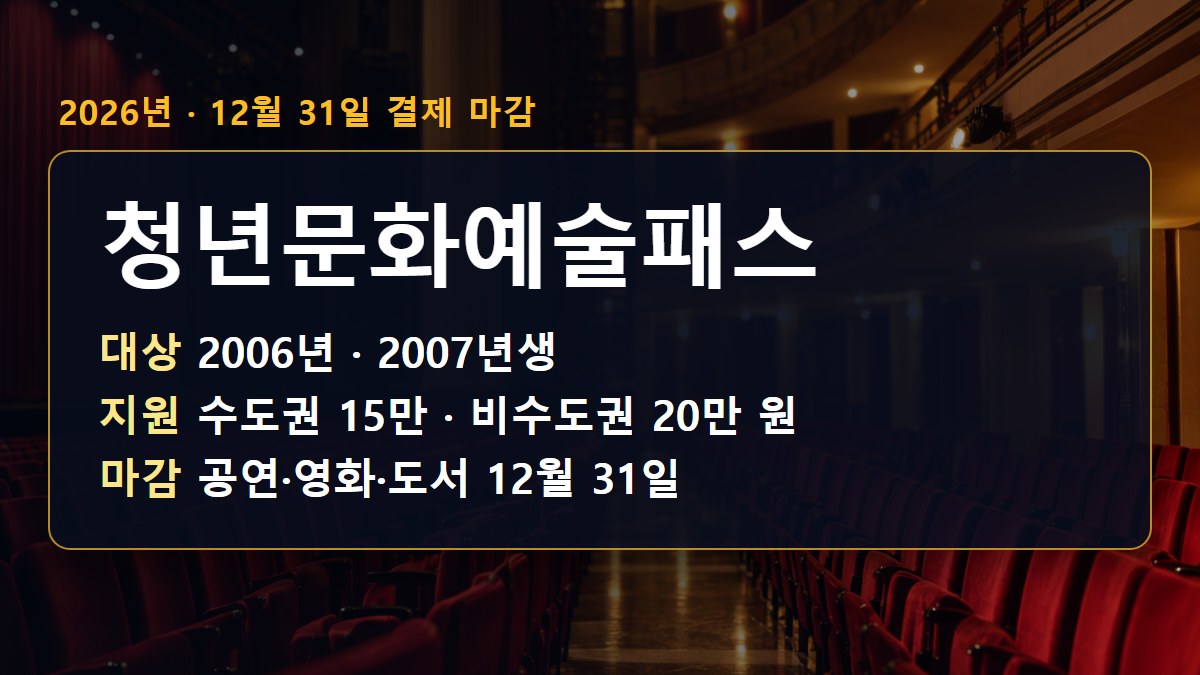 2026년 · 12월 31일 결제 마감
청년문화예술패스
대상 2006년 · 2007년생
지원 수도권 15만 · 비수도권 20만 원
마감 공연·영화·도서 12월 31일